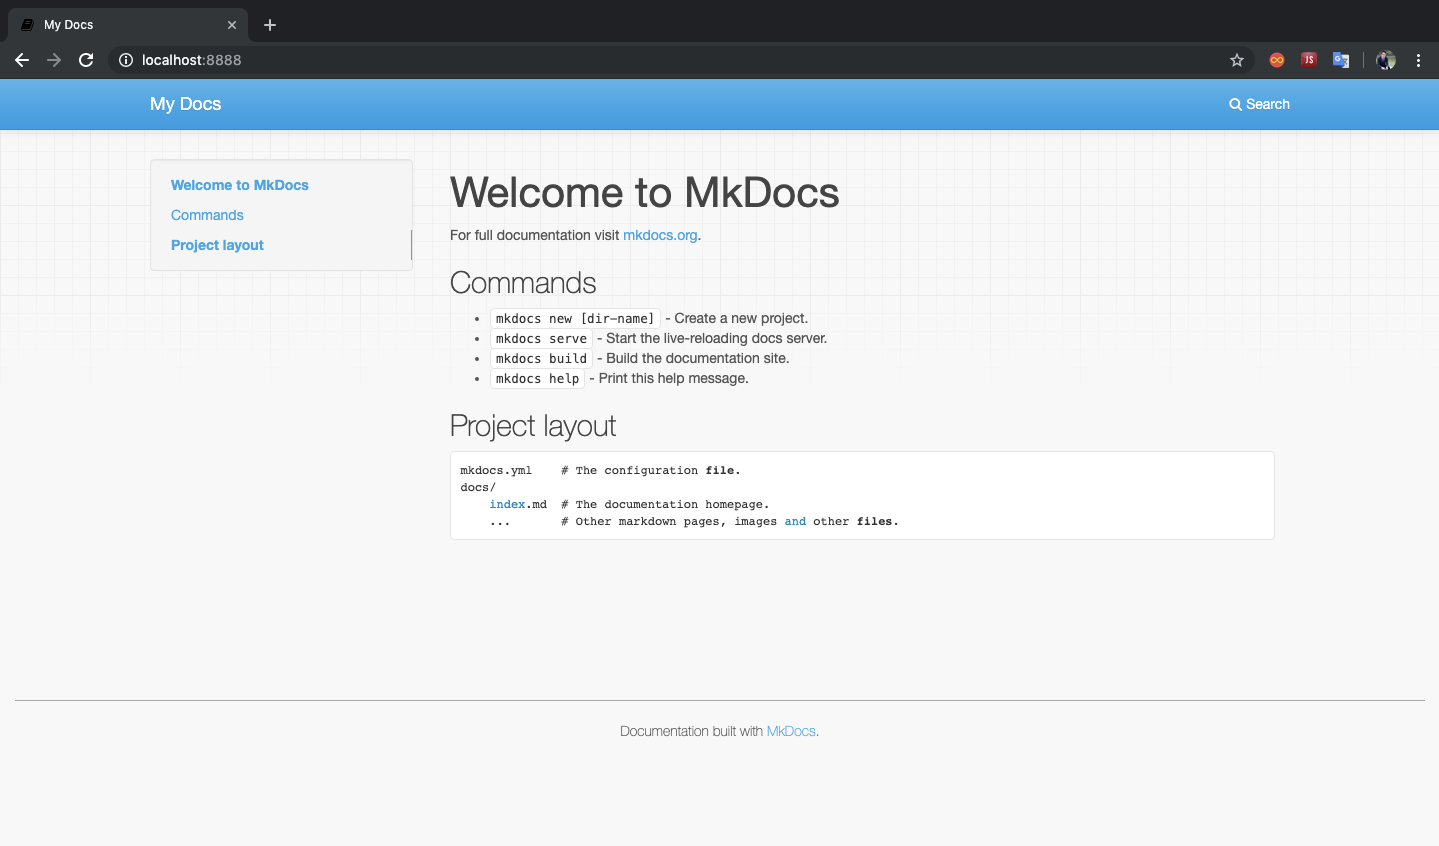 My Docs
localhost:8888
JS
G
My Docs
Search
Welcome to MkDocs
Commands
Project layout
Welcome to MkDocs
For full documentation visit mkdocs.org.
Commands
• mkdocs new [dir-name] - Create a new project.
• mkdocs serve - Start the live-reloading docs server.
• mkdocs build - Build the documentation site.
• mkdocs help - Print this help message.
Project layout
mkdocs.yml    # The configuration file.
docs/
    index.md  # The documentation homepage.
    ...       # Other markdown pages, images and other files.
Documentation built with MkDocs.